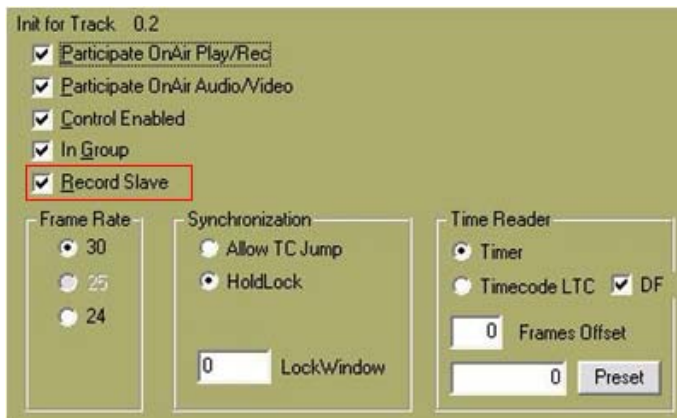 Init for Track 0.2
Participate OnAir Play/Rec
Participate OnAir Audio/Video
Control Enabled
In Group
Record Slave
Frame Rate
30
25
24
Synchronization
Allow TC Jump
HoldLock
0 LockWindow
Time Reader
Timer
Timecode LTC DF
0 Frames Offset
0 Preset